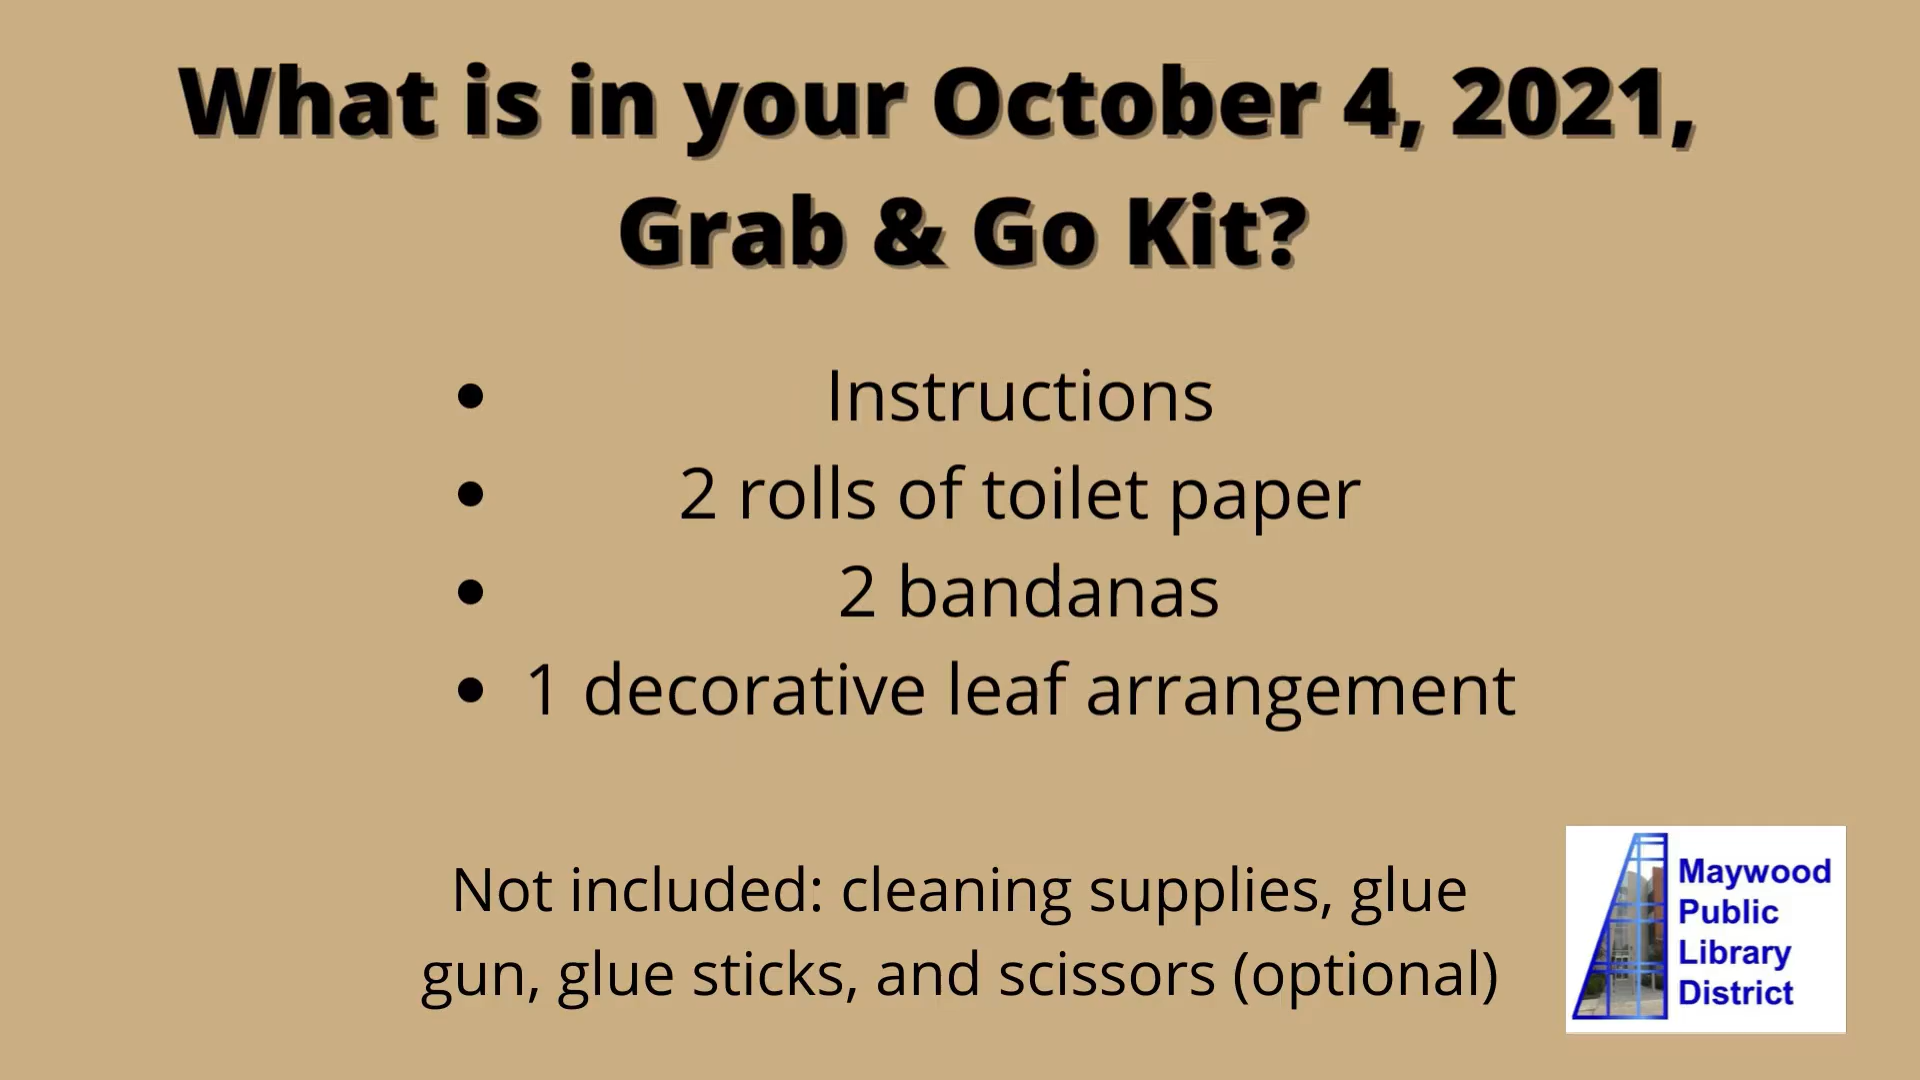 What is in your October 4, 2021,
Grab & Go Kit?
• Instructions
• 2 rolls of toilet paper
• 2 bandanas
• 1 decorative leaf arrangement
Not included: cleaning supplies, glue
gun, glue sticks, and scissors (optional)
Maywood
Public
Library
District